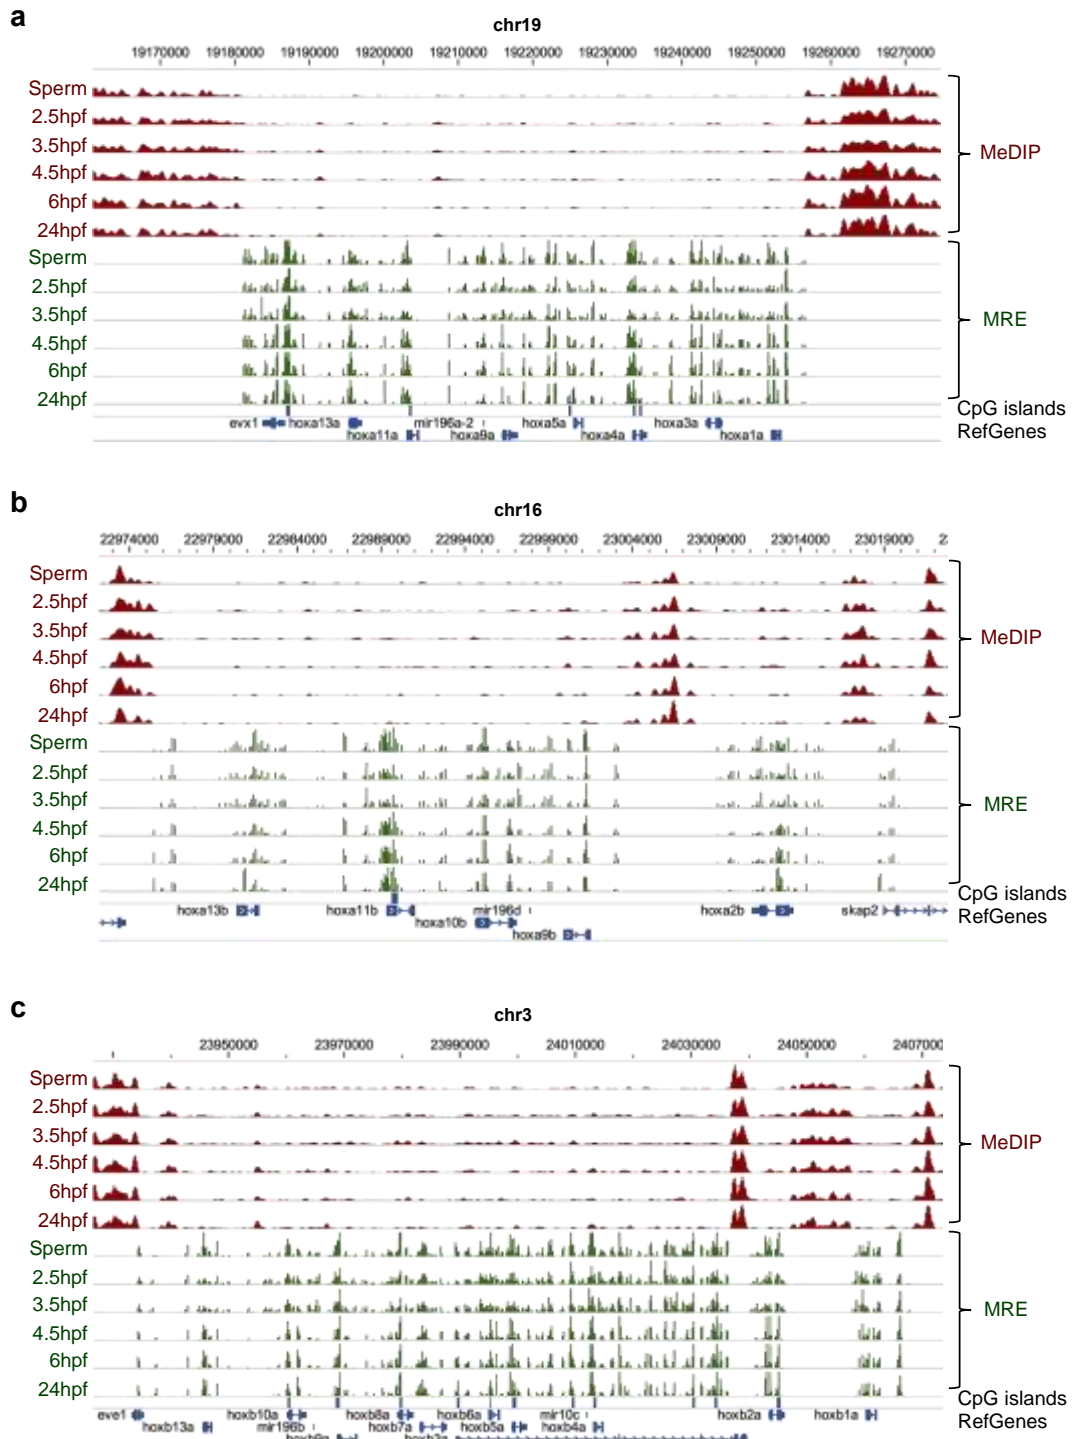 a
chr19
19170000 19180000 19190000 19200000 19210000 19220000 19230000 19240000 19250000 19260000 19270000
Sperm
2.5hpf
3.5hpf
4.5hpf
6hpf
24hpf
MeDIP
Sperm
2.5hpf
3.5hpf
4.5hpf
6hpf
24hpf
MRE
CpG islands
RefGenes
evx1 hoxa13a mir196a-2 hoxa5a hoxa3a
hoxa11a hoxa9a hoxa4a hoxa1a
b
chr16
22974000 22979000 22984000 22989000 22994000 22999000 23004000 23009000 23014000 23019000 2
Sperm
2.5hpf
3.5hpf
4.5hpf
6hpf
24hpf
MeDIP
Sperm
2.5hpf
3.5hpf
4.5hpf
6hpf
24hpf
MRE
CpG islands
RefGenes
hoxa13b hoxa11b mir196d hoxa2b skap2
hoxa10b
hoxa9b
c
chr3
23950000 23970000 23990000 24010000 24030000 24050000 24070000
Sperm
2.5hpf
3.5hpf
4.5hpf
6hpf
24hpf
MeDIP
Sperm
2.5hpf
3.5hpf
4.5hpf
6hpf
24hpf
MRE
CpG islands
RefGenes
eve1 hoxb10a hoxb8a hoxb6a mir10c hoxb2a hoxb1a
hoxb13a mir196b hoxb7a hoxb5a hoxb4a